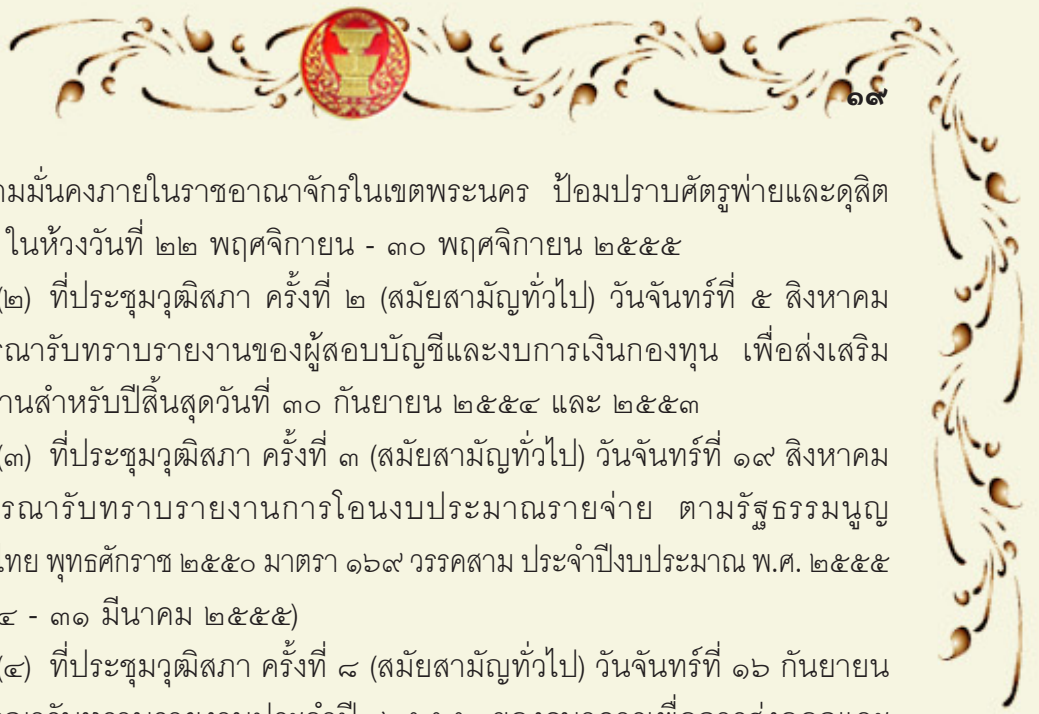 ๑๙
ามมั่นคงภายในราชอาณาจักรในเขตพระนคร ป้อมปราบศัตรูพ่ายและดุสิต
ในห้วงวันที่ ๒๒ พฤศจิกายน - ๓๐ พฤศจิกายน ๒๕๕๕
(๒) ที่ประชุมวุฒิสภา ครั้งที่ ๒ (สมัยสามัญทั่วไป) วันจันทร์ที่ ๕ สิงหาคม
รณารับทราบรายงานของผู้สอบบัญชีและงบการเงินกองทุน เพื่อส่งเสริม
านสำหรับปีสิ้นสุดวันที่ ๓๐ กันยายน ๒๕๕๔ และ ๒๕๕๓
(๓) ที่ประชุมวุฒิสภา ครั้งที่ ๓ (สมัยสามัญทั่วไป) วันจันทร์ที่ ๑๙ สิงหาคม
รณารับทราบรายงานการโอนงบประมาณรายจ่าย ตามรัฐธรรมนูญ
ไทย พุทธศักราช ๒๕๕๐ มาตรา ๑๖๙ วรรคสาม ประจำปีงบประมาณ พ.ศ. ๒๕๕๕
๔ - ๓๑ มีนาคม ๒๕๕๕)
(๔) ที่ประชุมวุฒิสภา ครั้งที่ ๘ (สมัยสามัญทั่วไป) วันจันทร์ที่ ๑๖ กันยายน